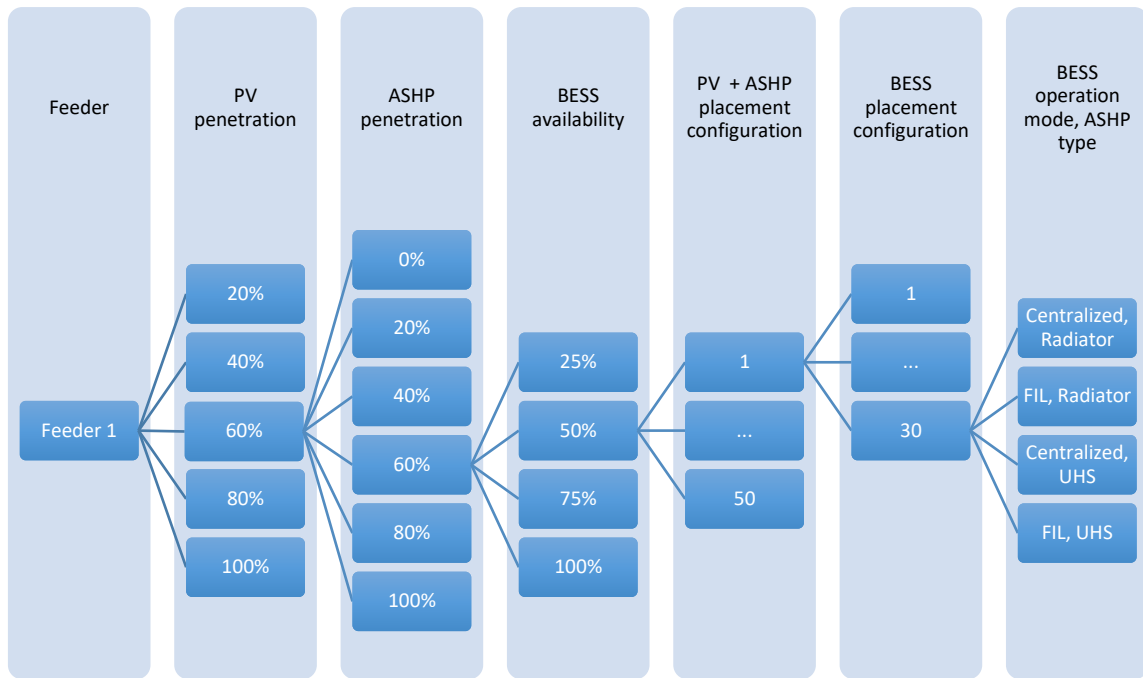 Feeder
PV
penetration
ASHP
penetration
BESS
availability
PV + ASHP
placement
configuration
BESS
placement
configuration
BESS
operation
mode, ASHP
type
Feeder 1
20%
40%
60%
80%
100%
0%
20%
40%
60%
80%
100%
25%
50%
75%
100%
1
...
50
1
...
30
Centralized,
Radiator
FIL, Radiator
Centralized,
UHS
FIL, UHS